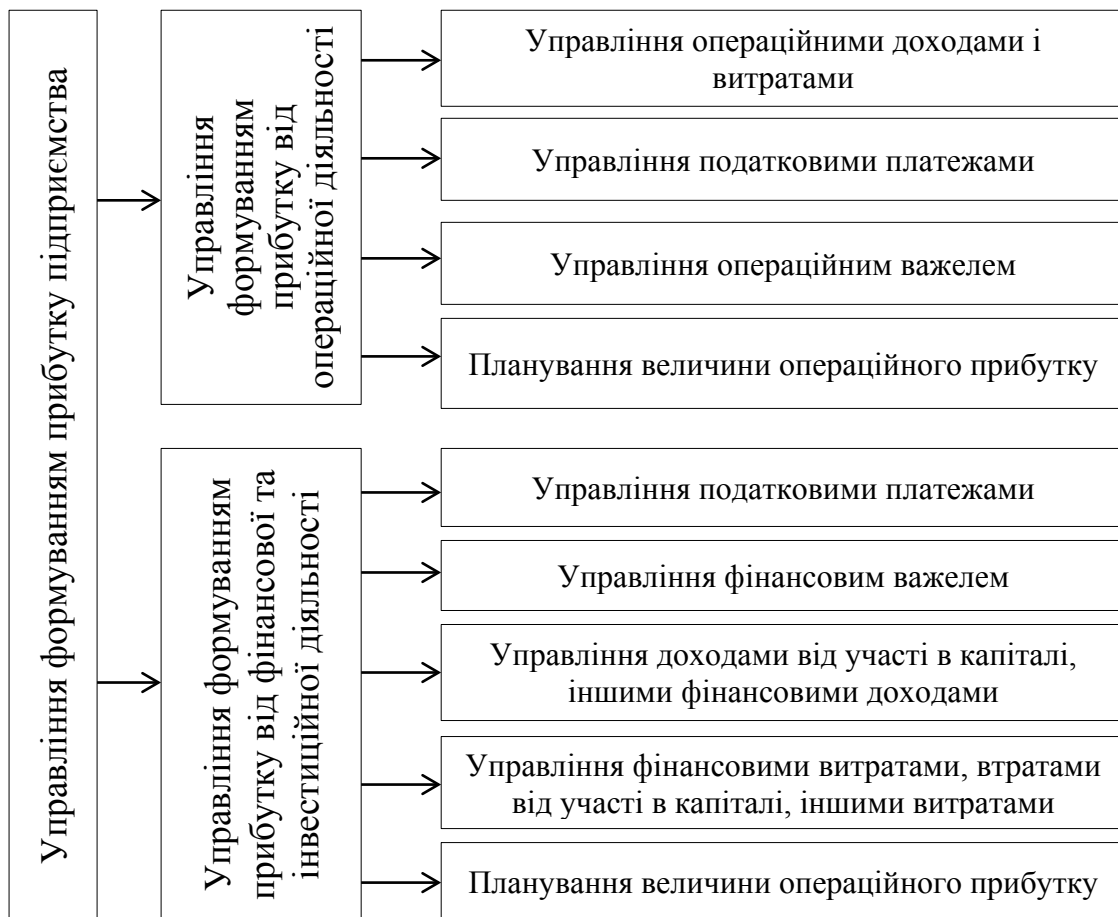 Управління формуванням прибутку підприємства
Управління
формуванням
прибутку від
операційної діяльності
Управління операційними доходами і
витратами
Управління податковими платежами
Управління операційним важелем
Планування величини операційного прибутку
Управління формуванням
прибутку від фінансової та
інвестиційної діяльності
Управління податковими платежами
Управління фінансовим важелем
Управління доходами від участі в капіталі,
іншими фінансовими доходами
Управління фінансовими витратами, втратами
від участі в капіталі, іншими витратами
Планування величини операційного прибутку